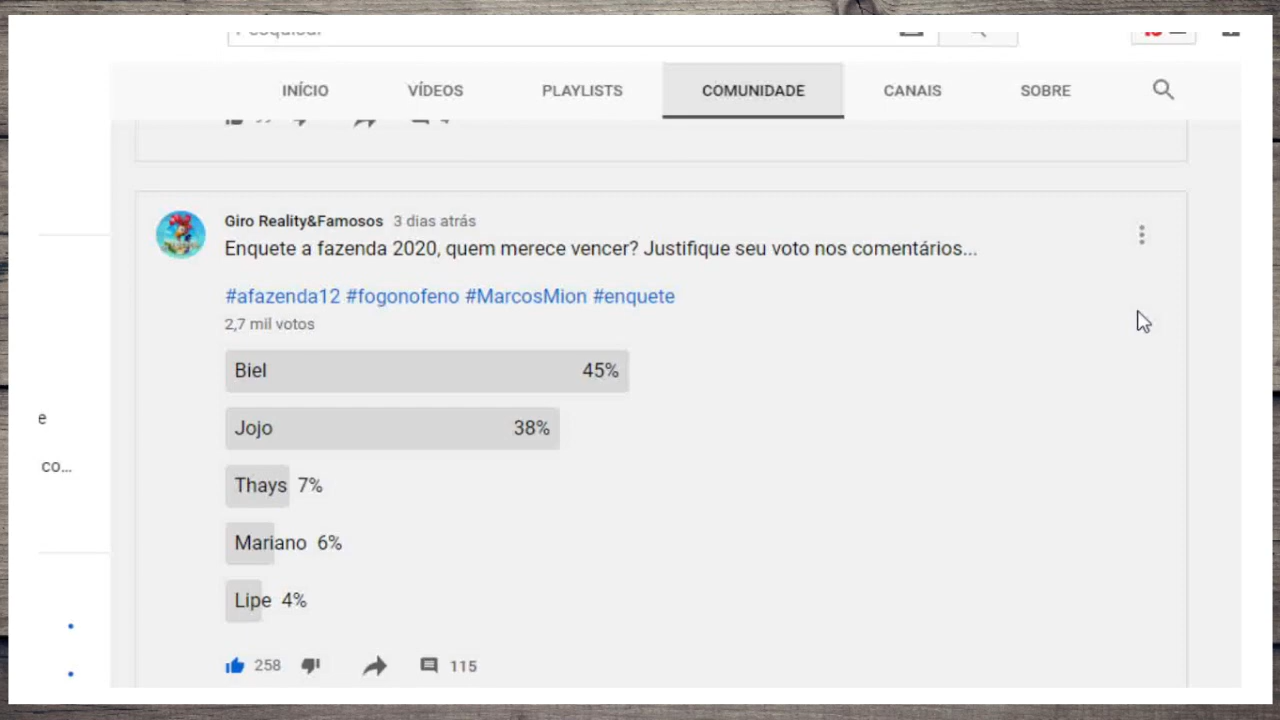 INÍCIO VÍDEOS PLAYLISTS COMUNIDADE CANAIS SOBRE
Giro Reality&Famosos 3 dias atrás
Enquete a fazenda 2020, quem merece vencer? Justifique seu voto nos comentários...
#afazenda12 #fogonofeno #MarcosMion #enquete
2,7 mil votos
Biel 45%
Jojo 38%
e
co...
Thays 7%
Mariano 6%
Lipe 4%
258 115